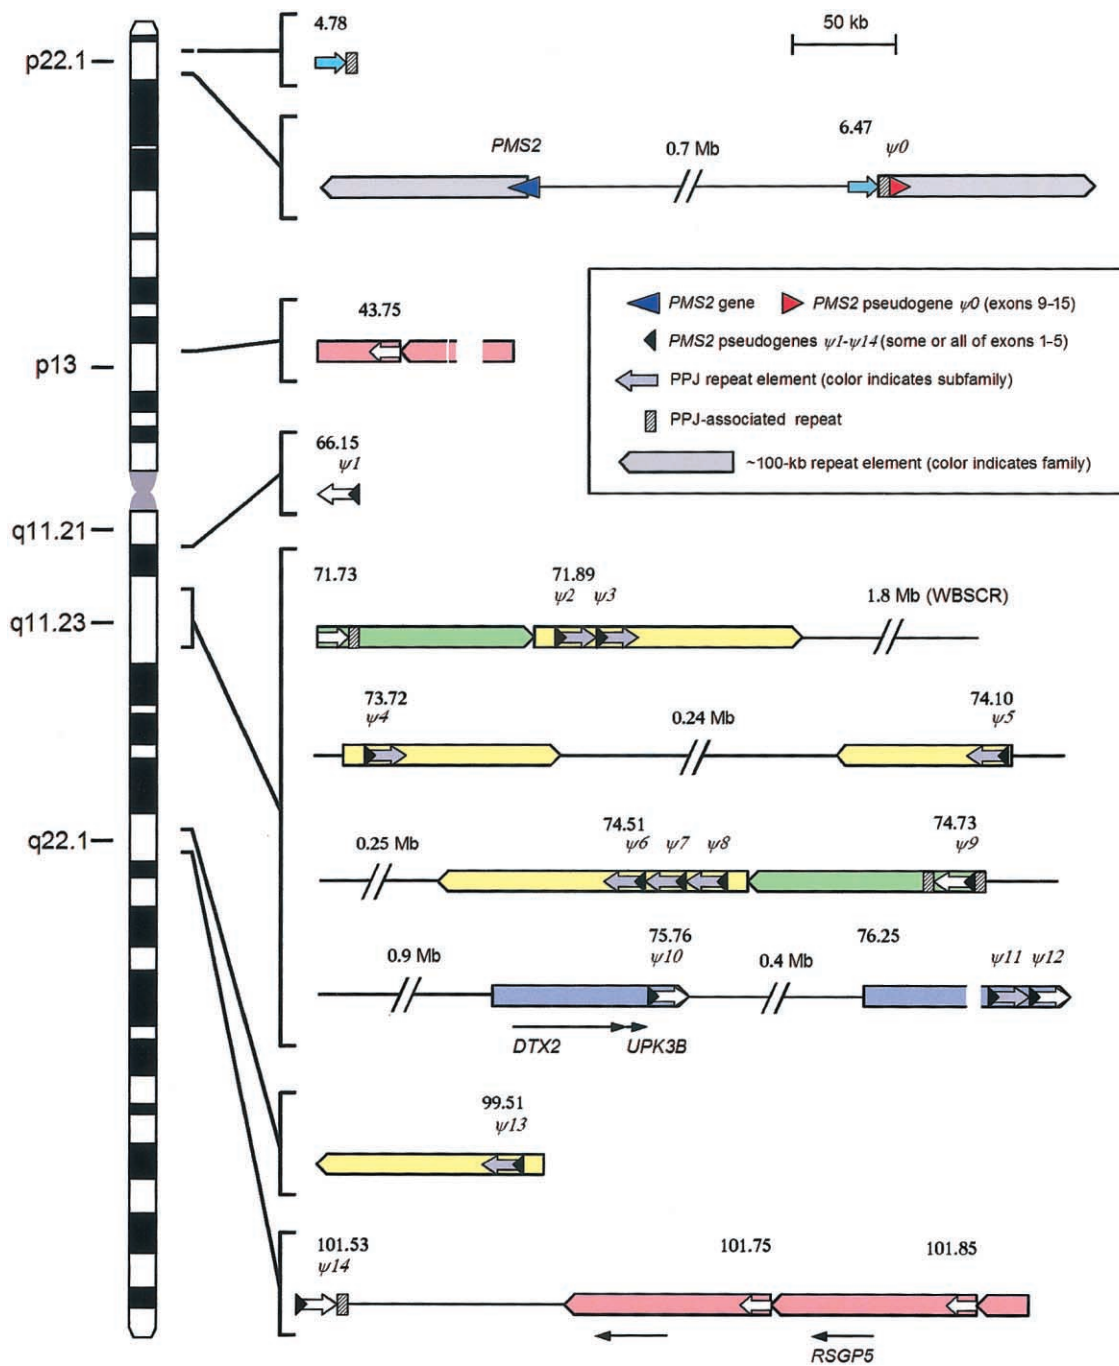 4.78
50 kb
p22.1
6.47
PMS2
0.7 Mb
ψ0
43.75
PMS2 gene
PMS2 pseudogene ψ0 (exons 9-15)
PMS2 pseudogenes ψ1-ψ14 (some or all of exons 1-5)
p13
PPJ repeat element (color indicates subfamily)
PPJ-associated repeat
66.15
ψ1
~100-kb repeat element (color indicates family)
q11.21
71.73
71.89
ψ2
ψ3
1.8 Mb (WBSCR)
q11.23
73.72
ψ4
0.24 Mb
74.10
ψ5
q22.1
0.25 Mb
74.51
ψ6
ψ7
ψ8
74.73
ψ9
0.9 Mb
75.76
ψ10
0.4 Mb
76.25
ψ11
ψ12
DTX2
UPK3B
99.51
ψ13
101.53
ψ14
101.75
101.85
RSGP5